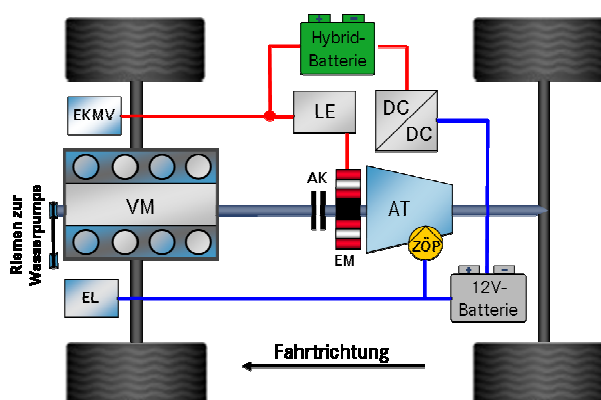 Hybrid-
Batterie
EKMV
LE
DC
DC
AK
VM
AT
EM
ZÖP
Riemen zur
Wasserpumpe
EL
12V-
Batterie
Fahrtrichtung